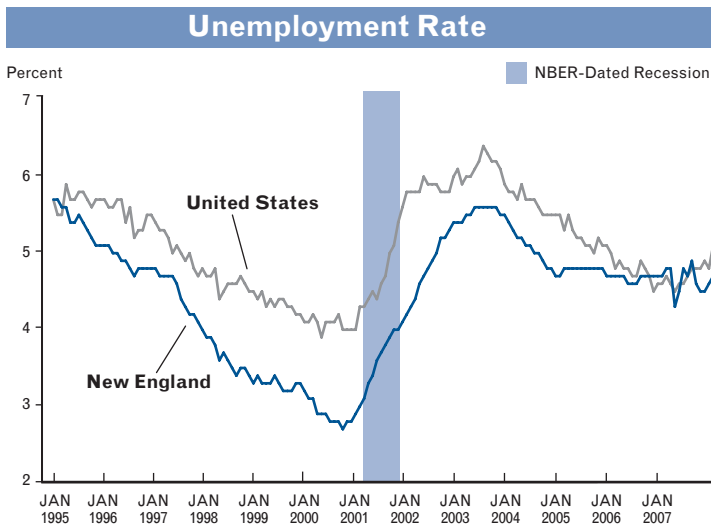 Unemployment Rate
Percent
NBER-Dated Recession
7
6
5
4
3
2
United States
New England
JAN JAN JAN JAN JAN JAN JAN JAN JAN JAN JAN JAN JAN
1995 1996 1997 1998 1999 2000 2001 2002 2003 2004 2005 2006 2007